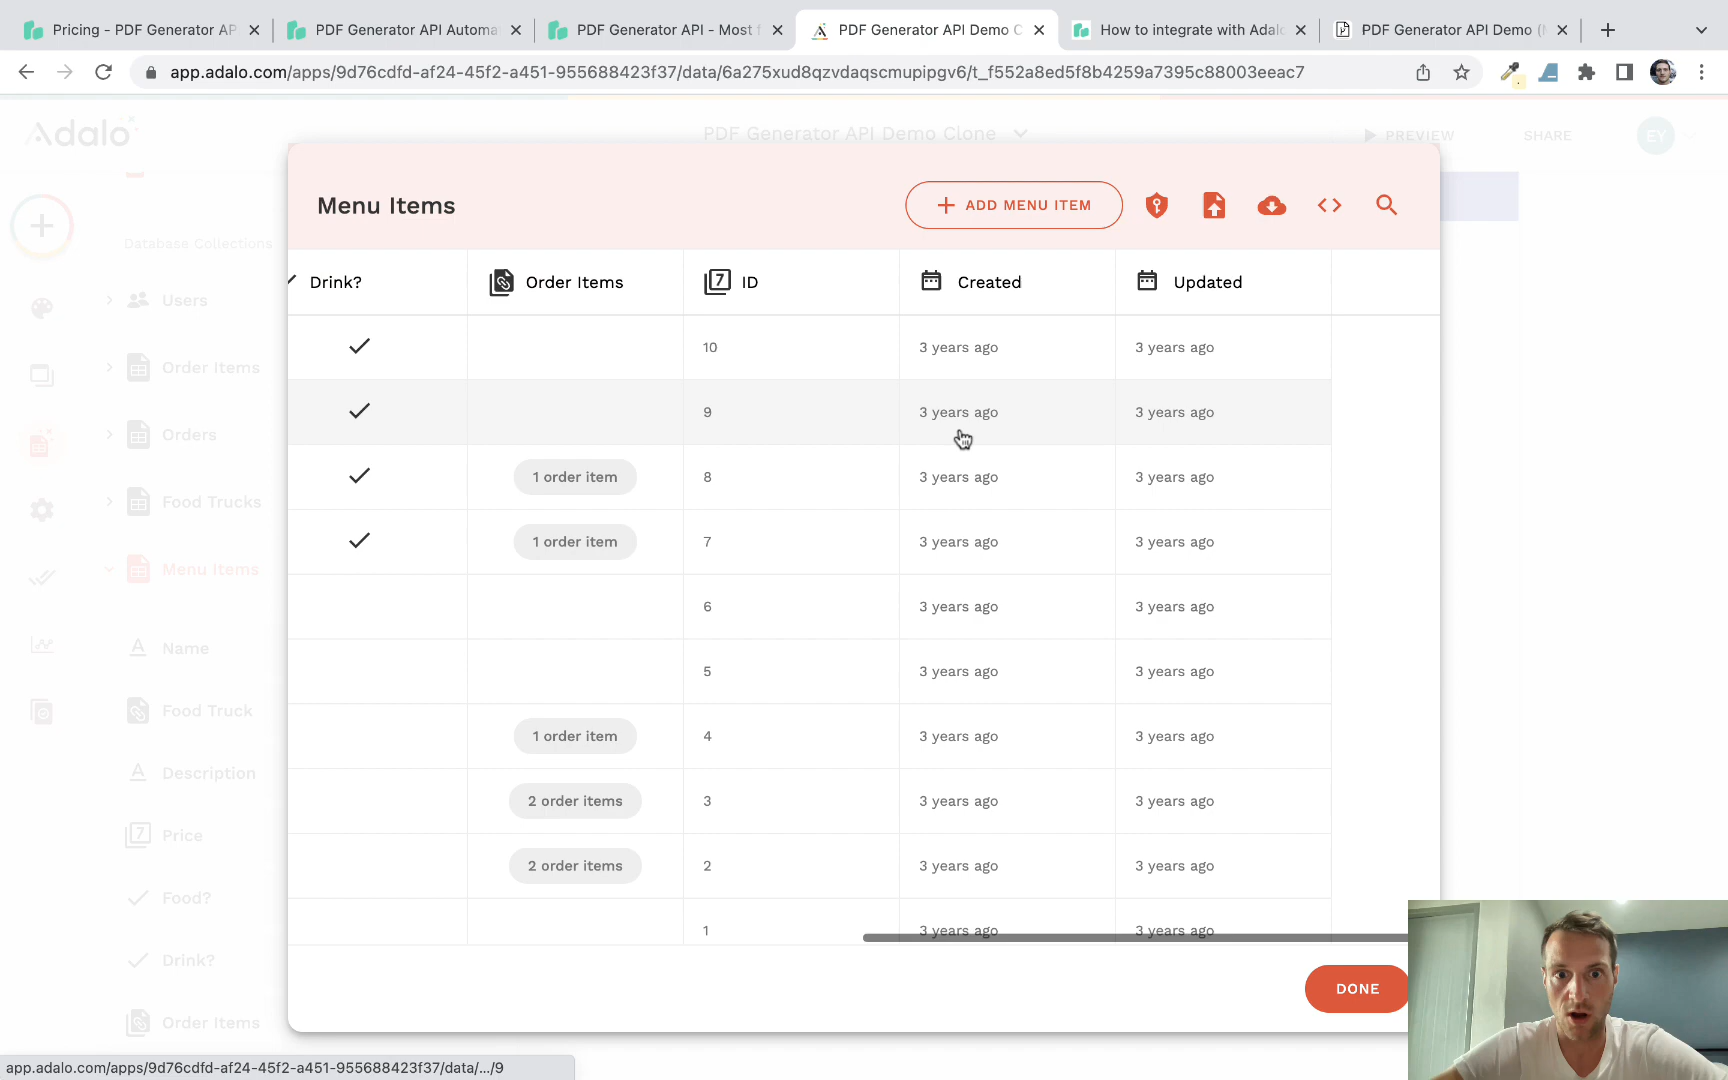 Pricing - PDF Generator AP
PDF Generator API Automa
PDF Generator API - Most f
PDF Generator API Demo C
How to integrate with Adalo
PDF Generator API Demo (
app.adalo.com/apps/9d76cdfd-af24-45f2-a451-955688423f37/data/6a275xud8qzvdaqscmupipgv6/t_f552a8ed5f8b4259a7395c88003eeac7
Adalo
PDF Generator API Demo Clone
PREVIEW
SHARE
EY
Menu Items
ADD MENU ITEM
Database Collections
Users
Order Items
Orders
Food Trucks
Menu Items
Name
Food Truck
Description
7 Price
Food?
Drink?
Order Items
Drink? Order Items 7 ID Created Updated
10 3 years ago 3 years ago
9 3 years ago 3 years ago
1 order item 8 3 years ago 3 years ago
1 order item 7 3 years ago 3 years ago
6 3 years ago 3 years ago
5 3 years ago 3 years ago
1 order item 4 3 years ago 3 years ago
2 order items 3 3 years ago 3 years ago
2 order items 2 3 years ago 3 years ago
1 3 years ago 3 years ago
DONE
app.adalo.com/apps/9d76cdfd-af24-45f2-a451-955688423f37/data/.../9